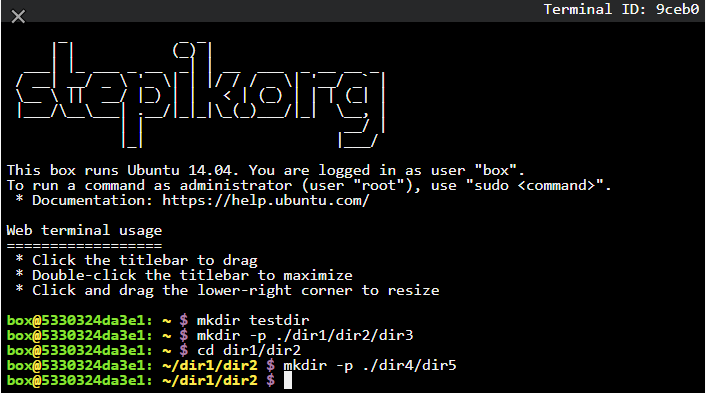 Terminal ID: 9ceb0
stepik.org
This box runs Ubuntu 14.04. You are logged in as user "box".
To run a command as administrator (user "root"), use "sudo <command>".
* Documentation: https://help.ubuntu.com/
Web terminal usage
==================
* Click the titlebar to drag
* Double-click the titlebar to maximize
* Click and drag the lower-right corner to resize
box@5330324da3e1: ~ $ mkdir testdir
box@5330324da3e1: ~ $ mkdir -p ./dir1/dir2/dir3
box@5330324da3e1: ~ $ cd dir1/dir2
box@5330324da3e1: ~/dir1/dir2 $ mkdir -p ./dir4/dir5
box@5330324da3e1: ~/dir1/dir2 $